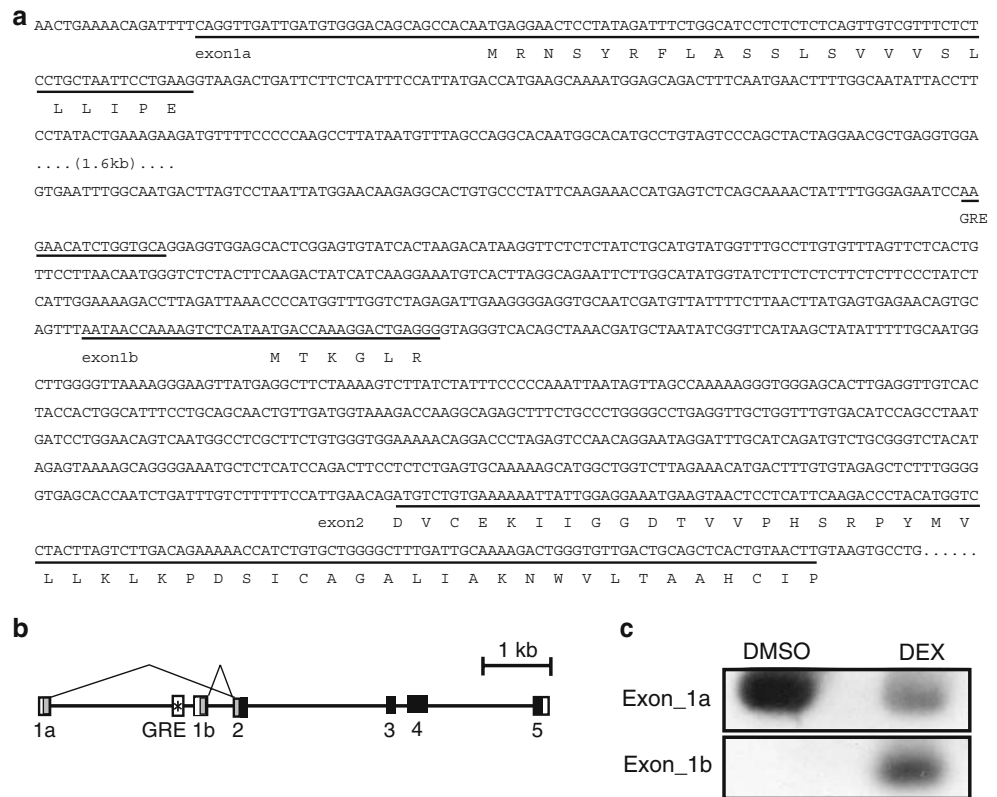 a
AACTGAAAACAGATTTTCAGGTTGATTGATGTGGGACAGCAGCCACAATGAGGAACTCCTATAGATTTCTGGCATCCTCTCTCTCAGTTGTCGTTTCTCT
exon1a M R N S Y R F L A S S L S V V V S L
CCTGCTAATTCCTGAAGGTAAGACTGATTCTTCTCATTTCCATTATGACCATGAAGCAAAATGGAGCAGACTTTCAATGAACTTTTGGCAATATTACCTT
L L I P E
CCTATACTGAAAGAAGATGTTTTCCCCCAAGCCTTATAATGTTTAGCCAGGCACAATGGCACATGCCTGTAGTCCCAGCTACTAGGAACGCTGAGGTGGA
....(1.6kb)....
GTGAATTTGGCAATGACTTAGTCCTAATTATGGAACAAGAGGCACTGTGCCCTATTCAAGAAACCATGAGTCTCAGCAAAACTATTTTGGGAGAATCCAA
GRE
GAACATCTGGTGCAGGAGGTGGAGCACTCGGAGTGTATCACTAAGACATAAGGTTCTCTCTATCTGCATGTATGGTTTGCCTTGTGTTTAGTTCTCACTG
TTCCTTAACAATGGGTCTCTACTTCAAGACTATCATCAAGGAAATGTCACTTAGGCAGAATTCTTGGCATATGGTATCTTCTCTCTTCTCTTCCCTATCT
CATTGGAAAAGACCTTAGATTAAACCCCATGGTTTGGTCTAGAGATTGAAGGGGAGGTGCAATCGATGTTATTTTCTTAACTTATGAGTGAGAACAGTGC
AGTTTAATAACCAAAAGTCTCATAATGACCAAAGGACTGAGGGGTAGGGTCACAGCTAAACGATGCTAATATCGGTTCATAAGCTATATTTTTGCAATGG
exon1b M T K G L R
CTTGGGGTTAAAAGGGAAGTTATGAGGCTTCTAAAAGTCTTATCTATTTCCCCCAAATTAATAGTTAGCCAAAAAGGGTGGGAGCACTTGAGGTTGTCAC
TACCACTGGCATTTCCTGCAGCAACTGTTGATGGTAAAGACCAAGGCAGAGCTTTCTGCCCTGGGGCCTGAGGTTGCTGGTTTGTGACATCCAGCCTAAT
GATCCTGGAACAGTCAATGGCCTCGCTTCTGTGGGTGGAAAAACAGGACCCTAGAGTCCAACAGGAATAGGATTTGCATCAGATGTCTGCGGGTCTACAT
AGAGTAAAAGCAGGGGAAATGCTCTCATCCAGACTTCCTCTCTGAGTGCAAAAAGCATGGCTGGTCTTAGAAACATGACTTTGTGTAGAGCTCTTTGGGG
GTGAGCACCAATCTGATTTGTCTTTTTCCATTGAACAGATGTCTGTGAAAAAATTATTGGAGGAAATGAAGTAACTCCTCATTCAAGACCCTACATGGTC
exon2 D V C E K I I G G D T V V P H S R P Y M V
CTACTTAGTCTTGACAGAAAAACCATCTGTGCTGGGGCTTTGATTGCAAAAGACTGGGTGTTGACTGCAGCTCACTGTAACTTGTAAGTGCCTG......
L L K L K P D S I C A G A L I A K N W V L T A A H C I P
b
1 kb
1a GRE * 1b 2 3 4 5
c
DMSO DEX
Exon_1a
Exon_1b